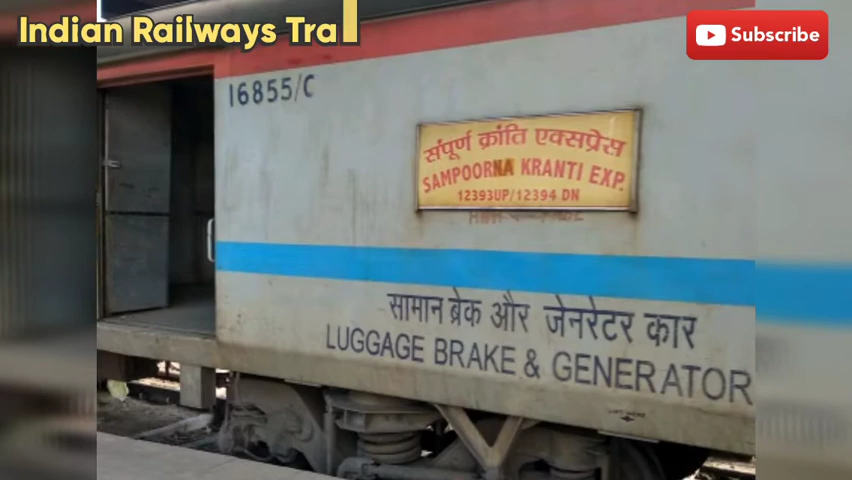 Indian Railways Tra
Subscribe
16855/C
संपूर्ण क्रांति एक्सप्रेस
SAMPOORNA KRANTI EXP.
12393UP/12394 DN
सामान ब्रेक और जेनरेटर कार
LUGGAGE BRAKE & GENERATOR